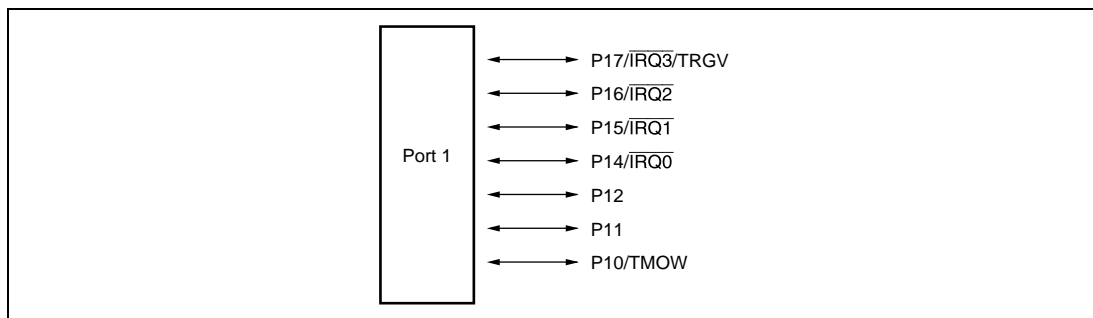 P17/IRQ3/TRGV
P16/IRQ2
P15/IRQ1
Port 1
P14/IRQ0
P12
P11
P10/TMOW